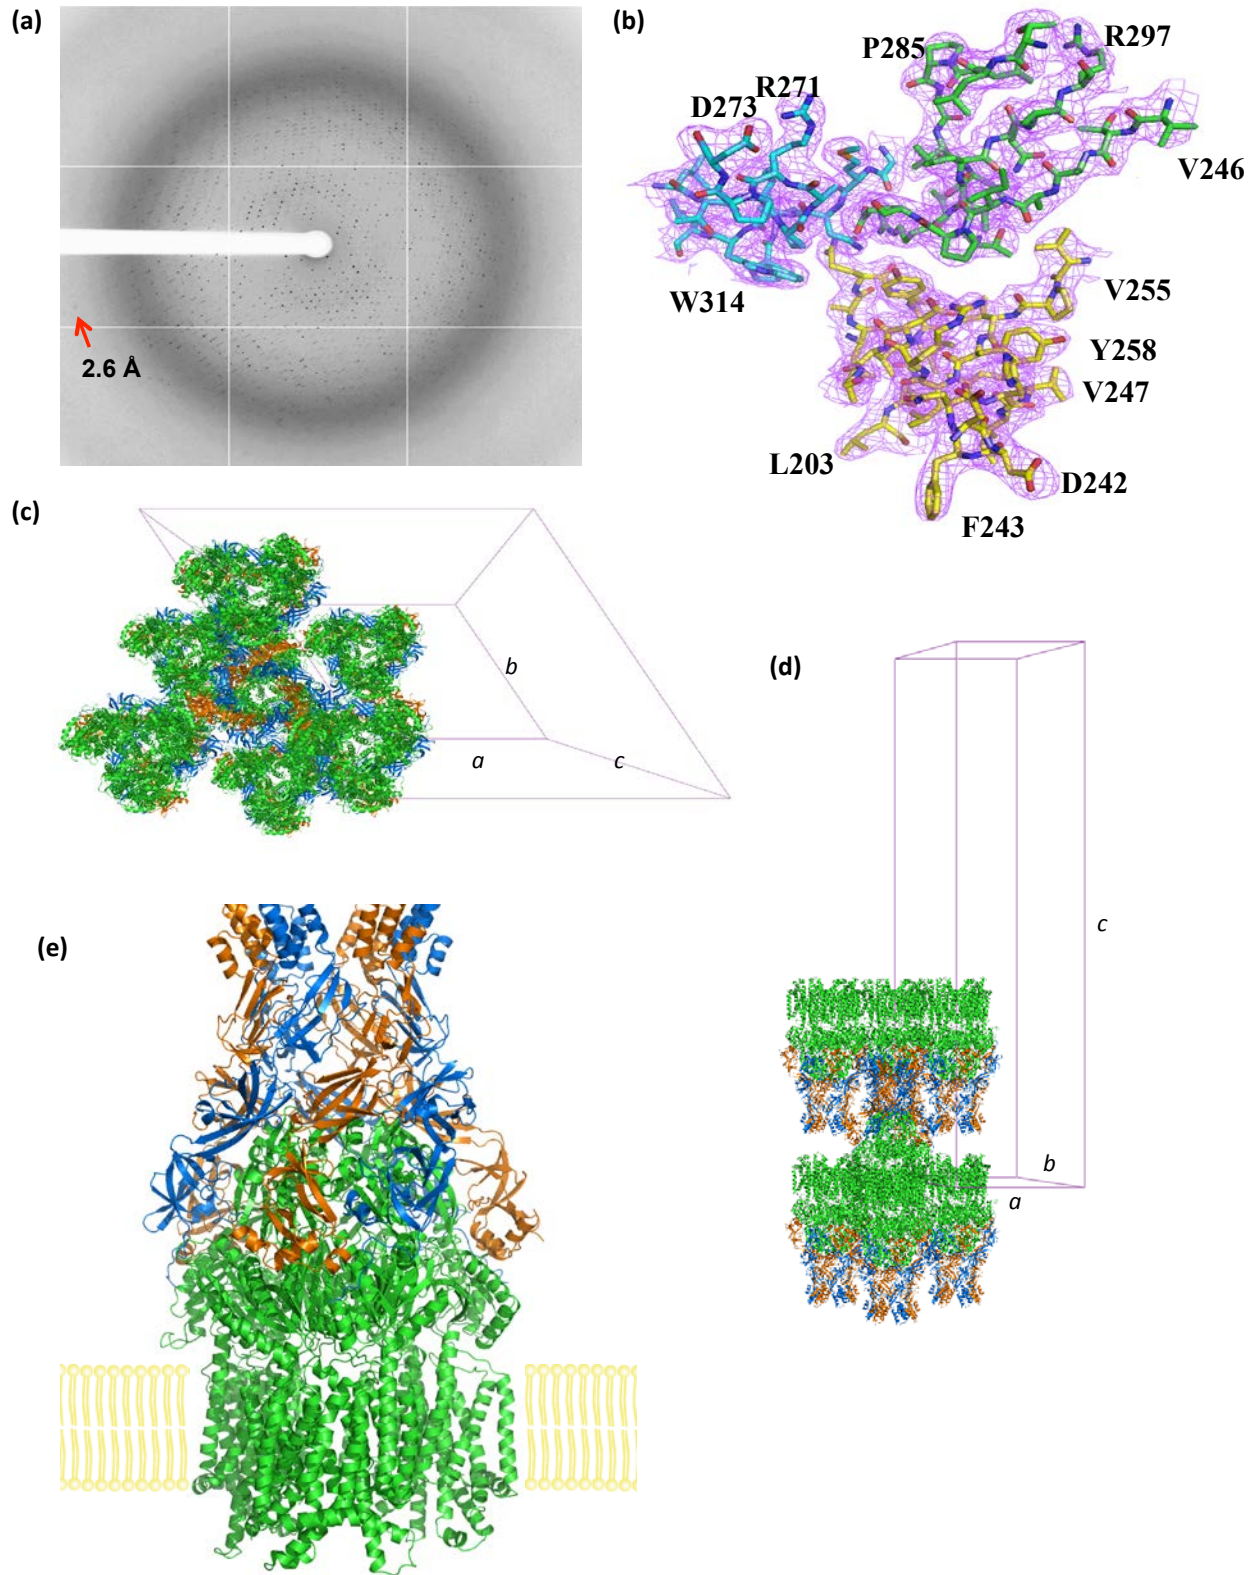 (a)
2.6 Å
(b)
P285
R297
R271
D273
V246
W314
V255
Y258
V247
L203
D242
F243
(c)
b
a
c
(d)
c
b
a
(e)